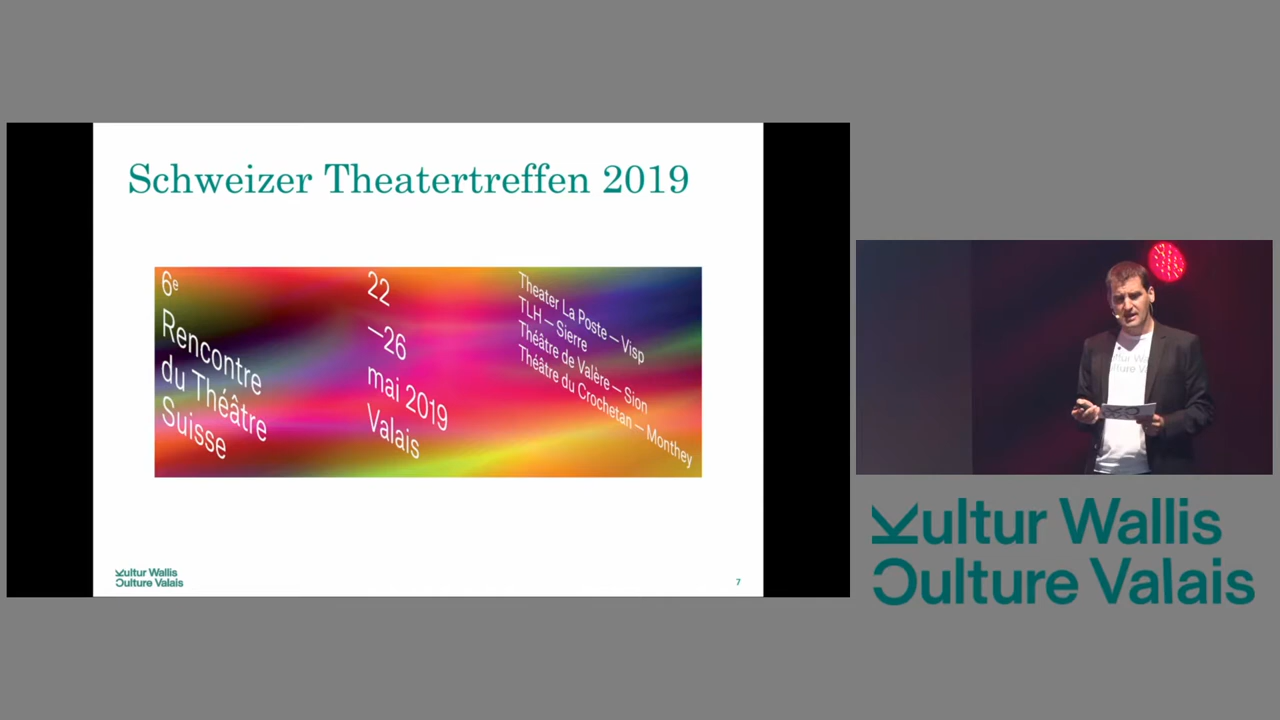 Schweizer Theatertreffen 2019
6e
Rencontre
du Théâtre
Suisse
22
—26
mai 2019
Valais
Theater La Poste — Visp
TLH — Sierre
Théâtre de Valère — Sion
Théâtre du Crochetan — Monthey
Kultur Wallis
Culture Valais
7
Kultur Wallis
Culture Valais